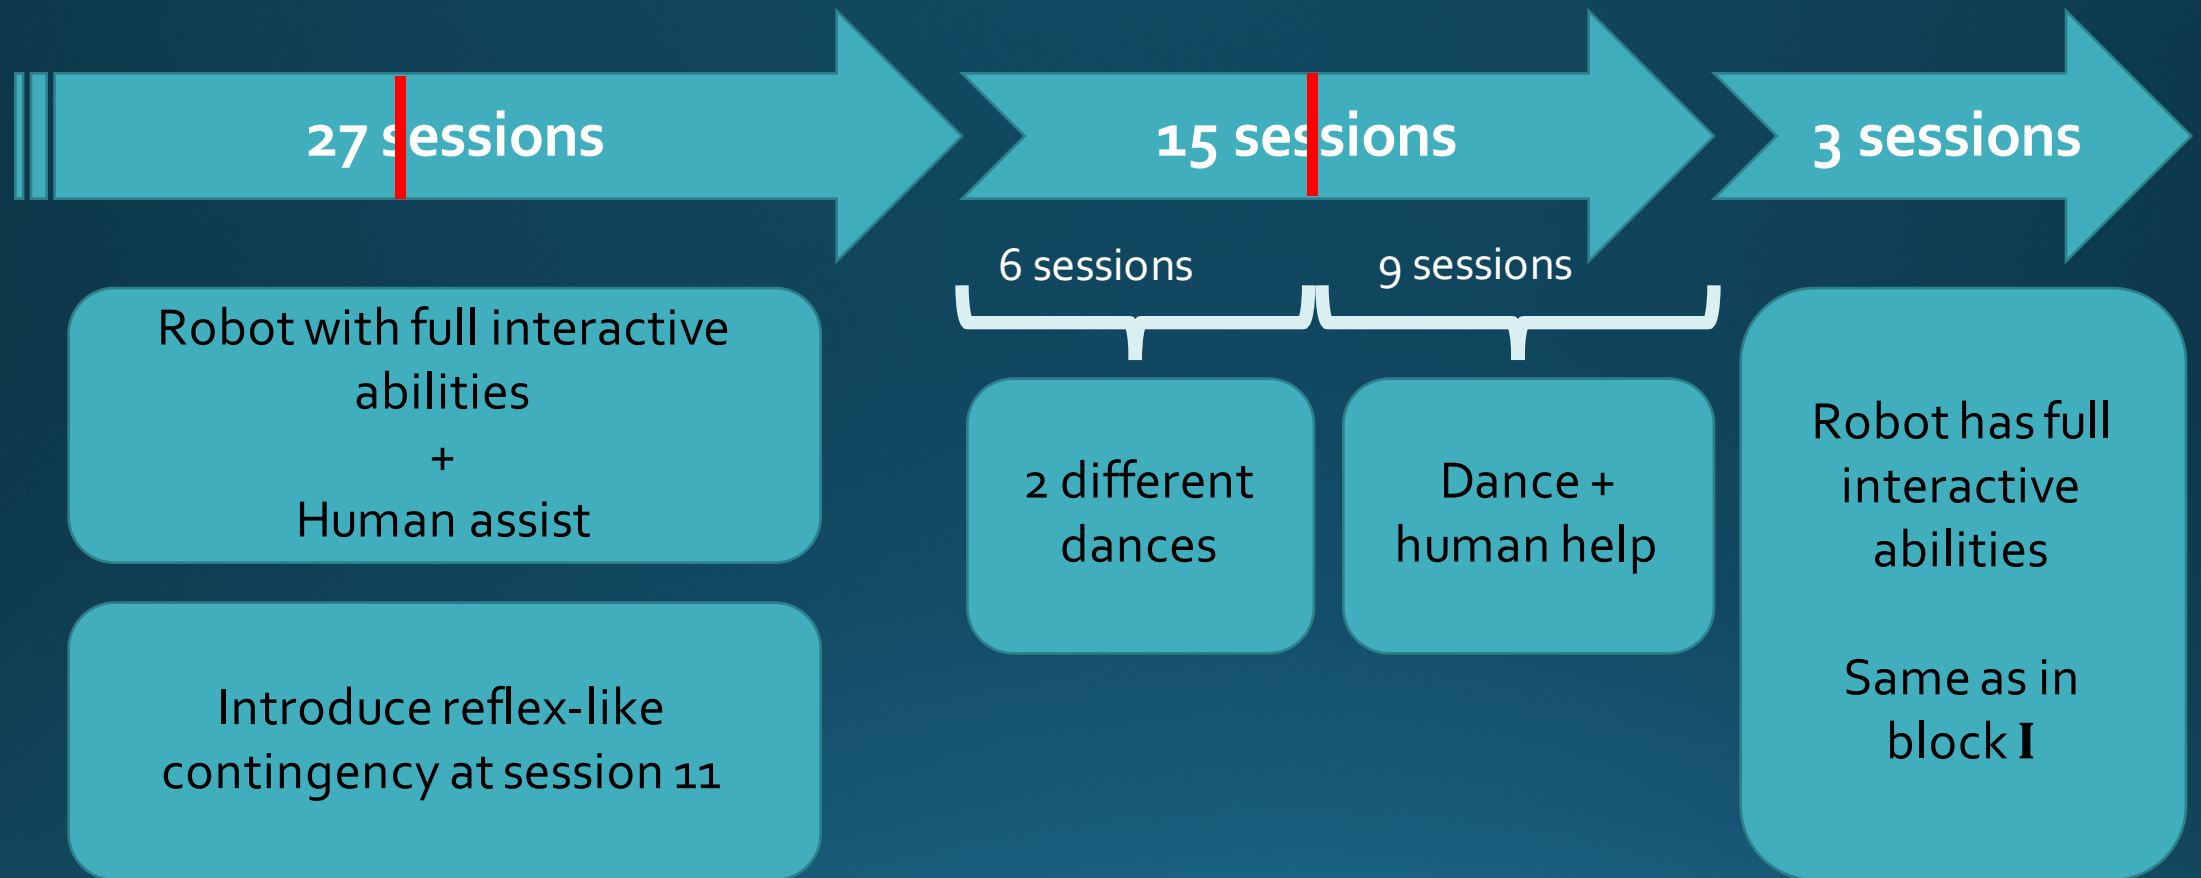 27 sessions
15 sessions
3 sessions
6 sessions
9 sessions
Robot with full interactive
abilities
+
Human assist
Introduce reflex-like
contingency at session 11
2 different
dances
Dance +
human help
Robot has full
interactive
abilities
Same as in
block I